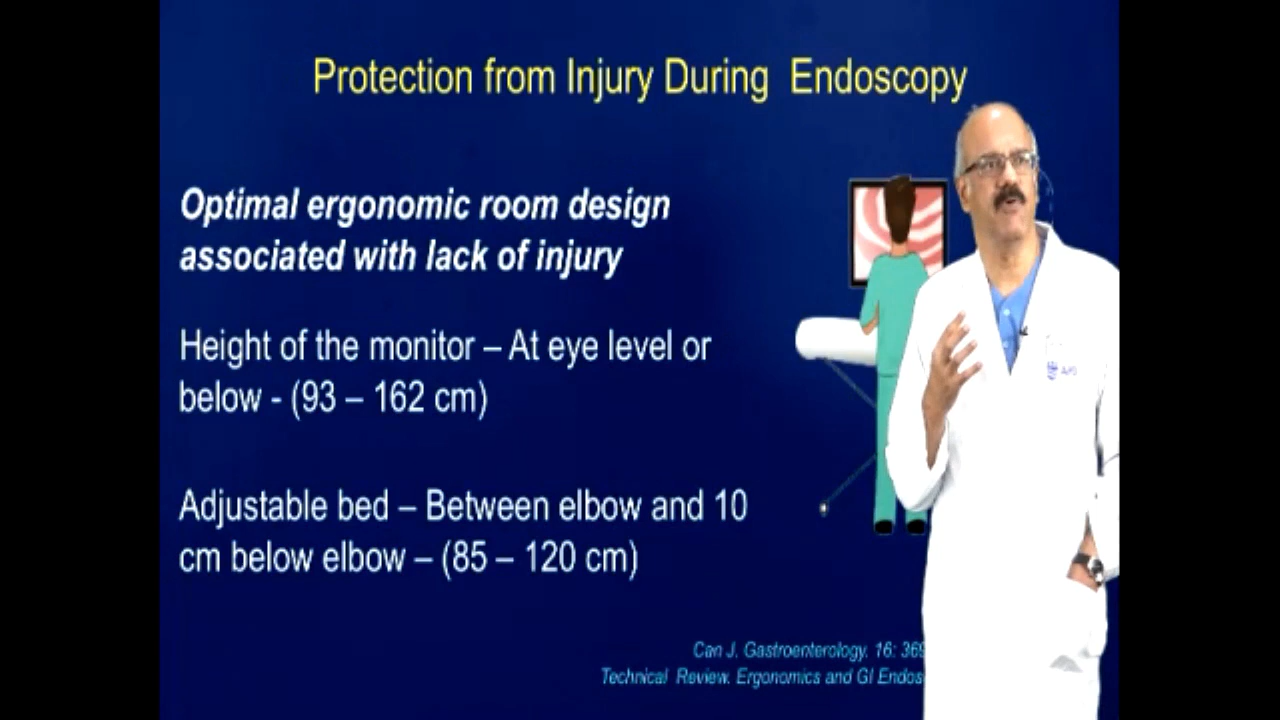 Protection from Injury During Endoscopy
Optimal ergonomic room design
associated with lack of injury
Height of the monitor – At eye level or
below - (93 – 162 cm)
Adjustable bed – Between elbow and 10
cm below elbow – (85 – 120 cm)
Can J. Gastroenterology. 16: 369
Technical Review. Ergonomics and GI Endos